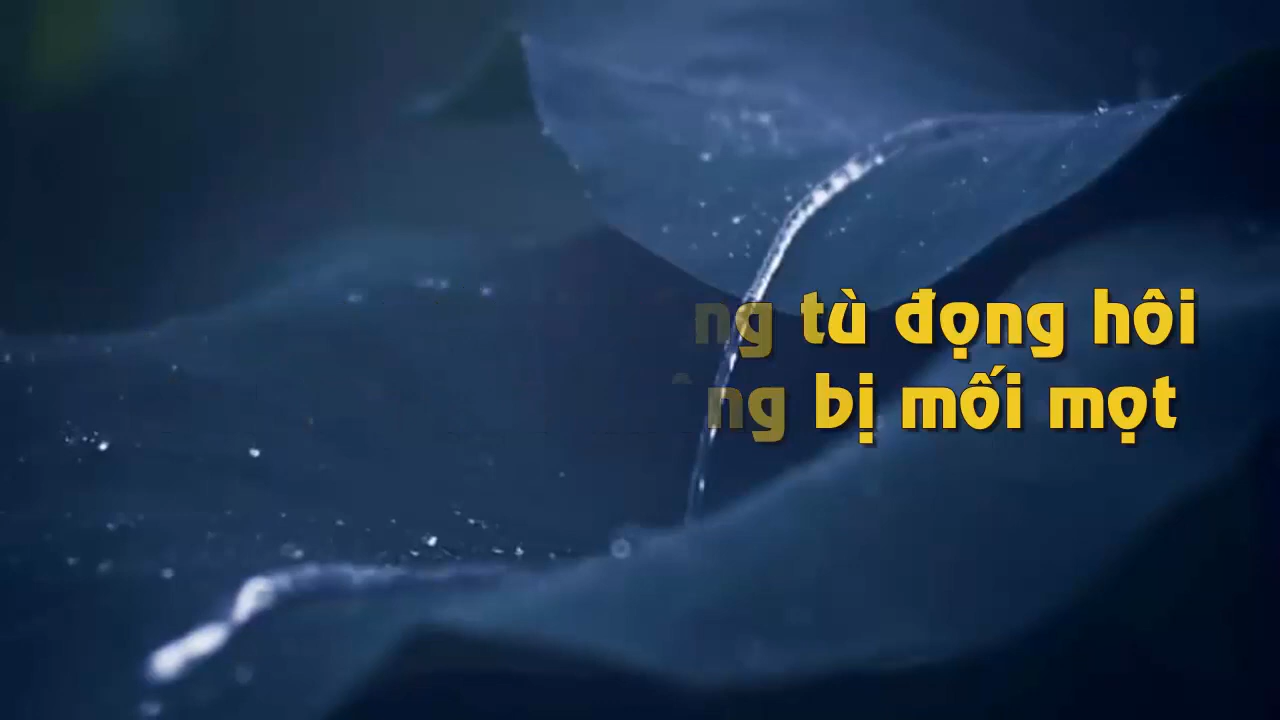 ng tù đọng hôi
ng bị mối mọt